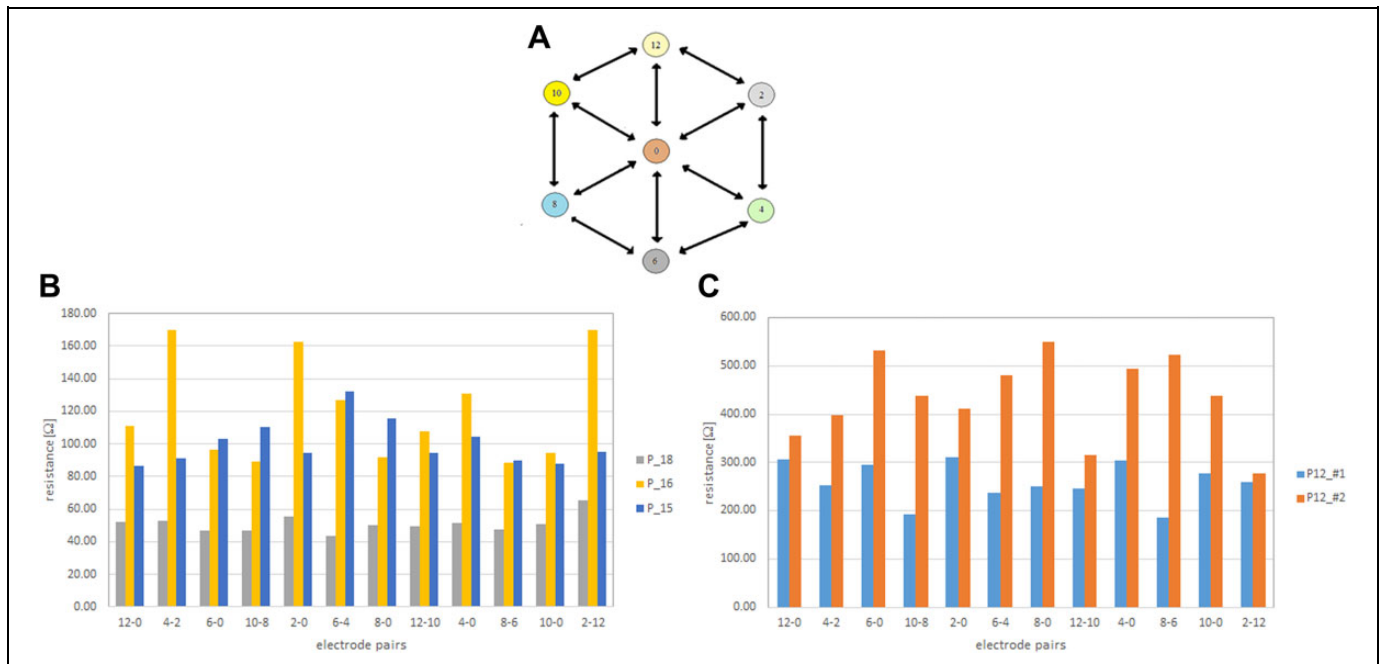 A
12
10
2
0
8
4
6
B
180.00
160.00
140.00
120.00
100.00
80.00
60.00
40.00
20.00
0.00
resistance [Ω]
12-0 4-2 6-0 10-8 2-0 6-4 8-0 12-10 4-0 8-6 10-0 2-12
electrode pairs
P_18
P_16
P_15
C
600.00
500.00
400.00
300.00
200.00
100.00
0.00
resistance [Ω]
12-0 4-2 6-0 10-8 2-0 6-4 8-0 12-10 4-0 8-6 10-0 2-12
electrode pairs
P12_#1
P12_#2